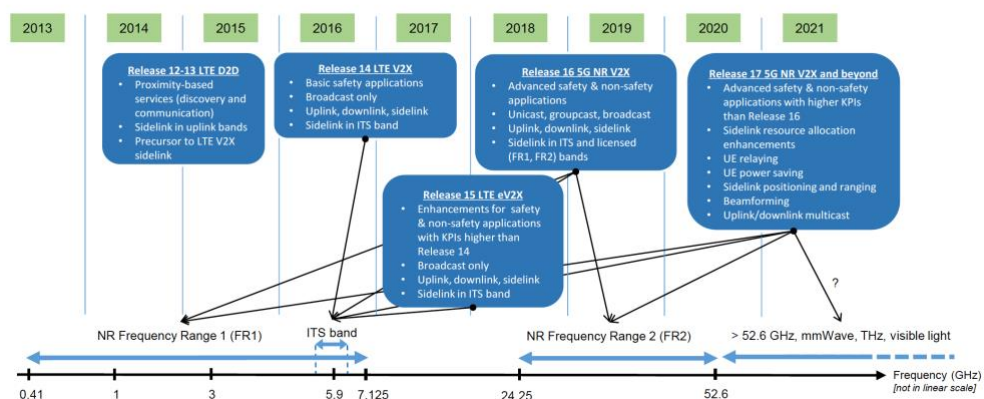 2013 2014 2015 2016 2017 2018 2019 2020 2021
Release 12-13 LTE D2D
• Proximity-based
services (discovery and
communication)
• Sidelink in uplink bands
• Precursor to LTE V2X
sidelink
Release 14 LTE V2X
• Basic safety applications
• Broadcast only
• Uplink, downlink, sidelink
• Sidelink in ITS band
Release 15 LTE eV2X
• Enhancements for safety
& non-safety applications
with KPIs higher than
Release 14
• Broadcast only
• Uplink, downlink, sidelink
• Sidelink in ITS band
Release 16 5G NR V2X
• Advanced safety & non-safety
applications
• Unicast, groupcast, broadcast
• Uplink, downlink, sidelink
• Sidelink in ITS and licensed
(FR1, FR2) bands
Release 17 5G NR V2X and beyond
• Advanced safety & non-safety
applications with higher KPIs
than Release 16
• Sidelink resource allocation
enhancements
• UE relaying
• UE power saving
• Sidelink positioning and ranging
• Beamforming
• Uplink/downlink multicast
?
NR Frequency Range 1 (FR1)
ITS band
NR Frequency Range 2 (FR2)
> 52.6 GHz, mmWave, THz, visible light
0.41 1 3 5.9 7.125 24.25 52.6
Frequency (GHz)
[not in linear scale]